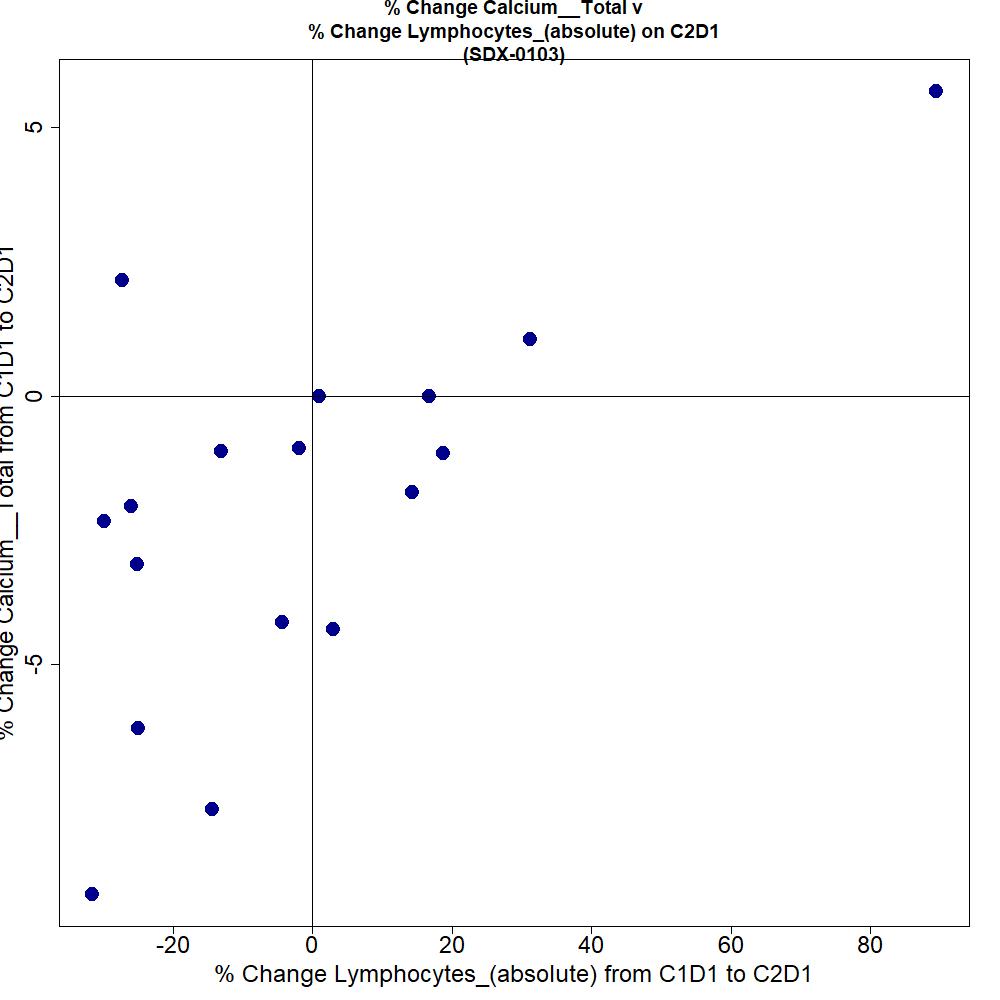 % Change Calcium__Total v
% Change Lymphocytes_(absolute) on C2D1
(SDX-0103)
5
0
-5
% Change Calcium__Total from C1D1 to C2D1
-20 0 20 40 60 80
% Change Lymphocytes_(absolute) from C1D1 to C2D1